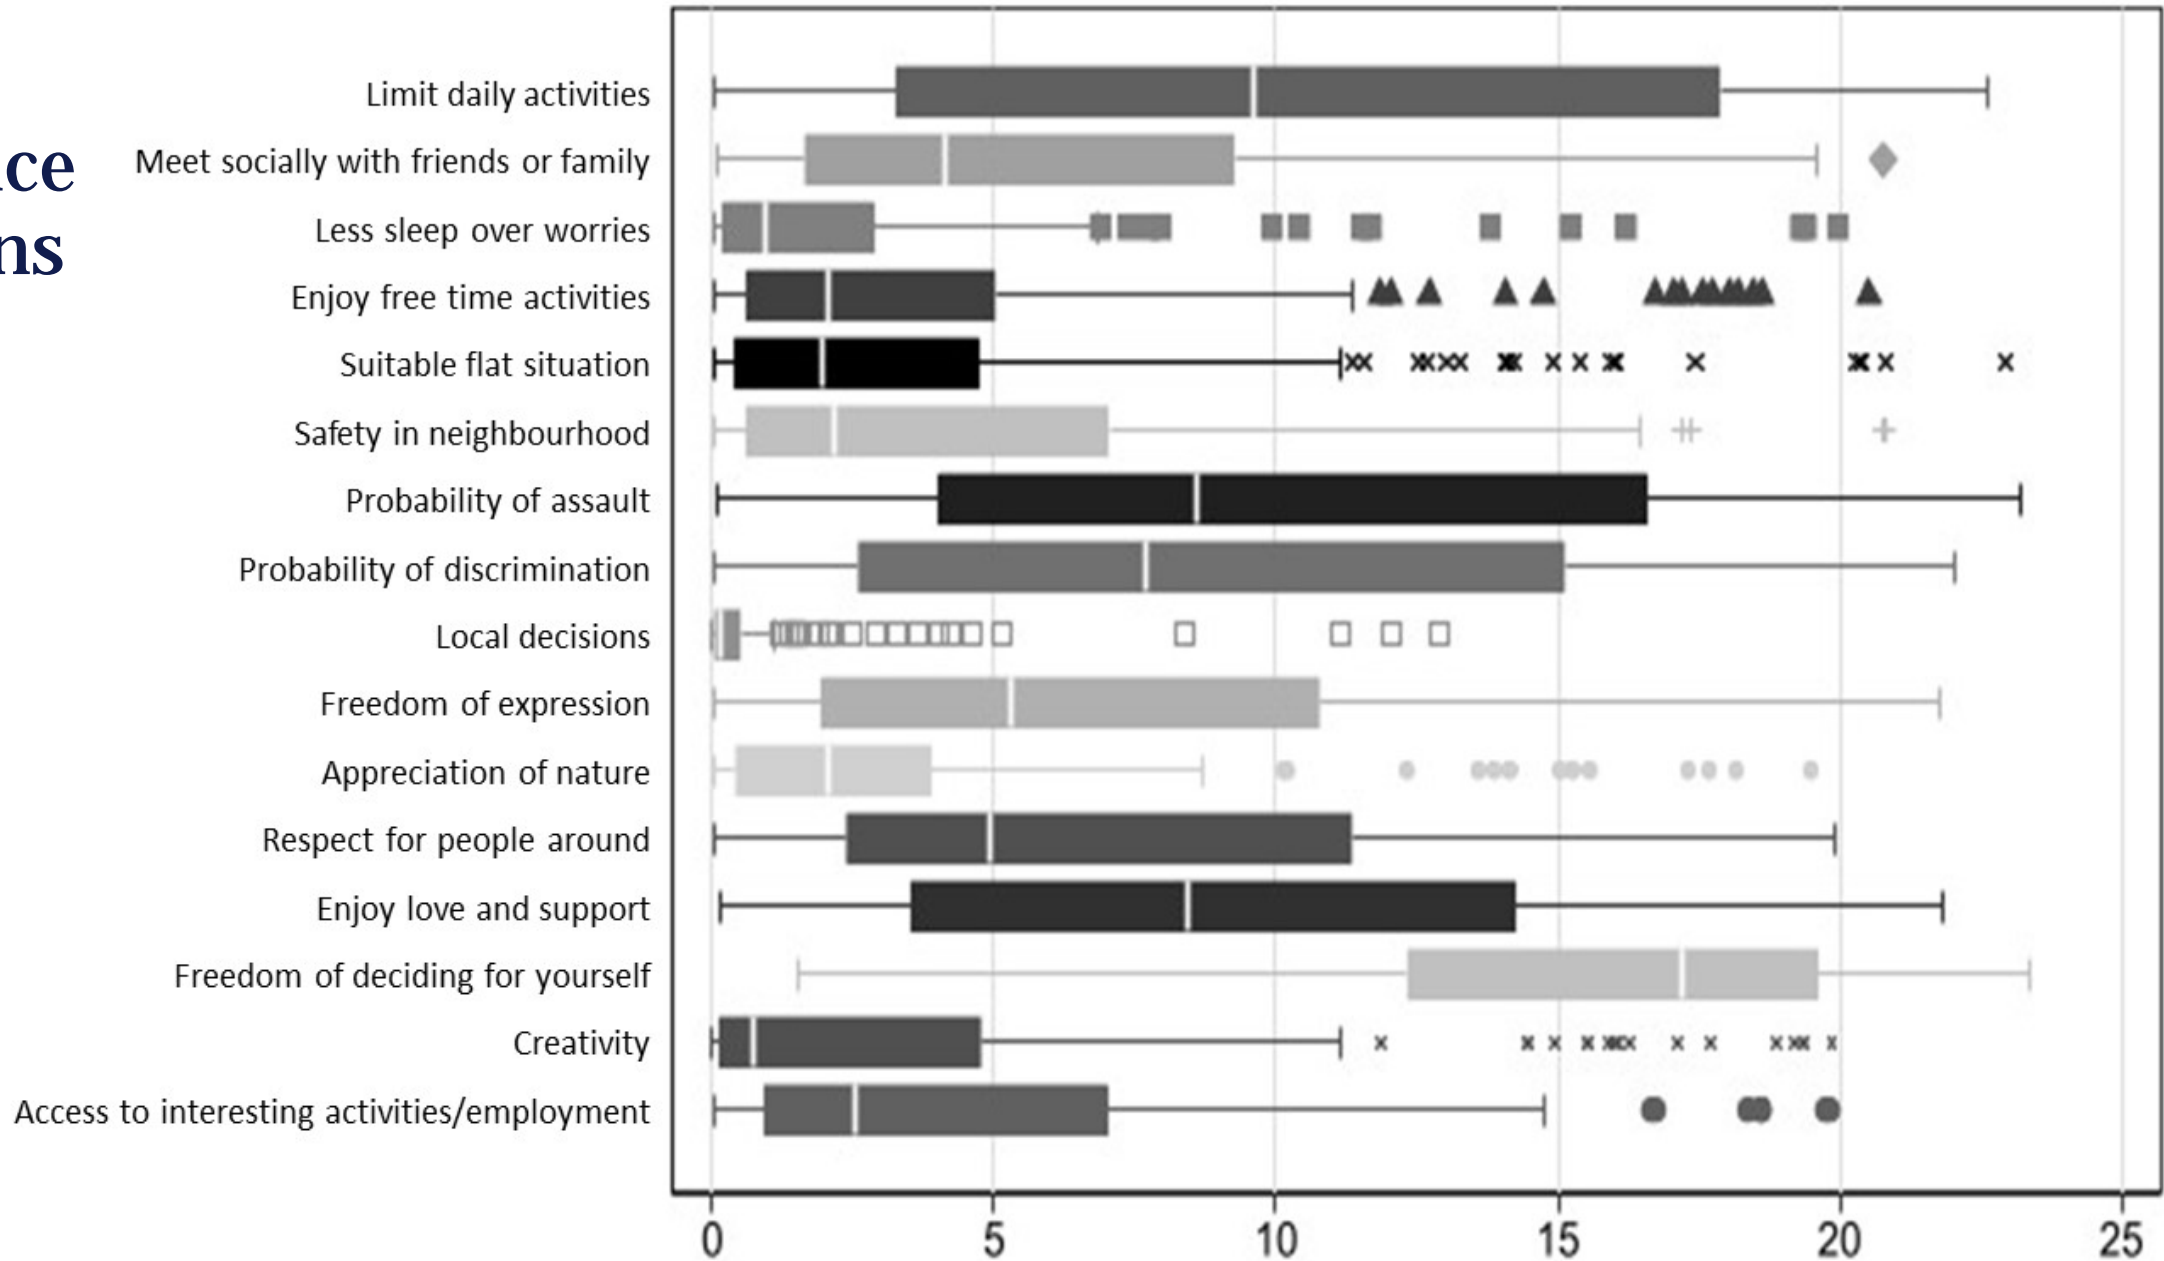 ce
ns
Limit daily activities
Meet socially with friends or family
Less sleep over worries
Enjoy free time activities
Suitable flat situation
Safety in neighbourhood
Probability of assault
Probability of discrimination
Local decisions
Freedom of expression
Appreciation of nature
Respect for people around
Enjoy love and support
Freedom of deciding for yourself
Creativity
Access to interesting activities/employment
0 5 10 15 20 25